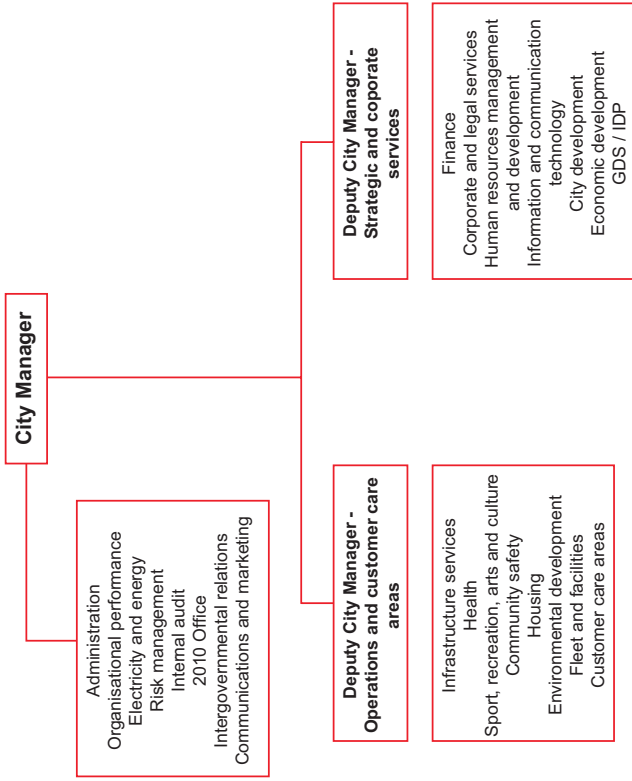 City Manager
Administration
Organisational performance
Electricity and energy
Risk management
Internal audit
2010 Office
Intergovernmental relations
Communications and marketing
Deputy City Manager -
Operations and customer care
areas
Infrastructure services
Health
Sport, recreation, arts and culture
Community safety
Housing
Environmental development
Fleet and facilities
Customer care areas
Deputy City Manager -
Strategic and coporate
services
Finance
Corporate and legal services
Human resources management
and development
Information and communication
technology
City development
Economic development
GDS / IDP